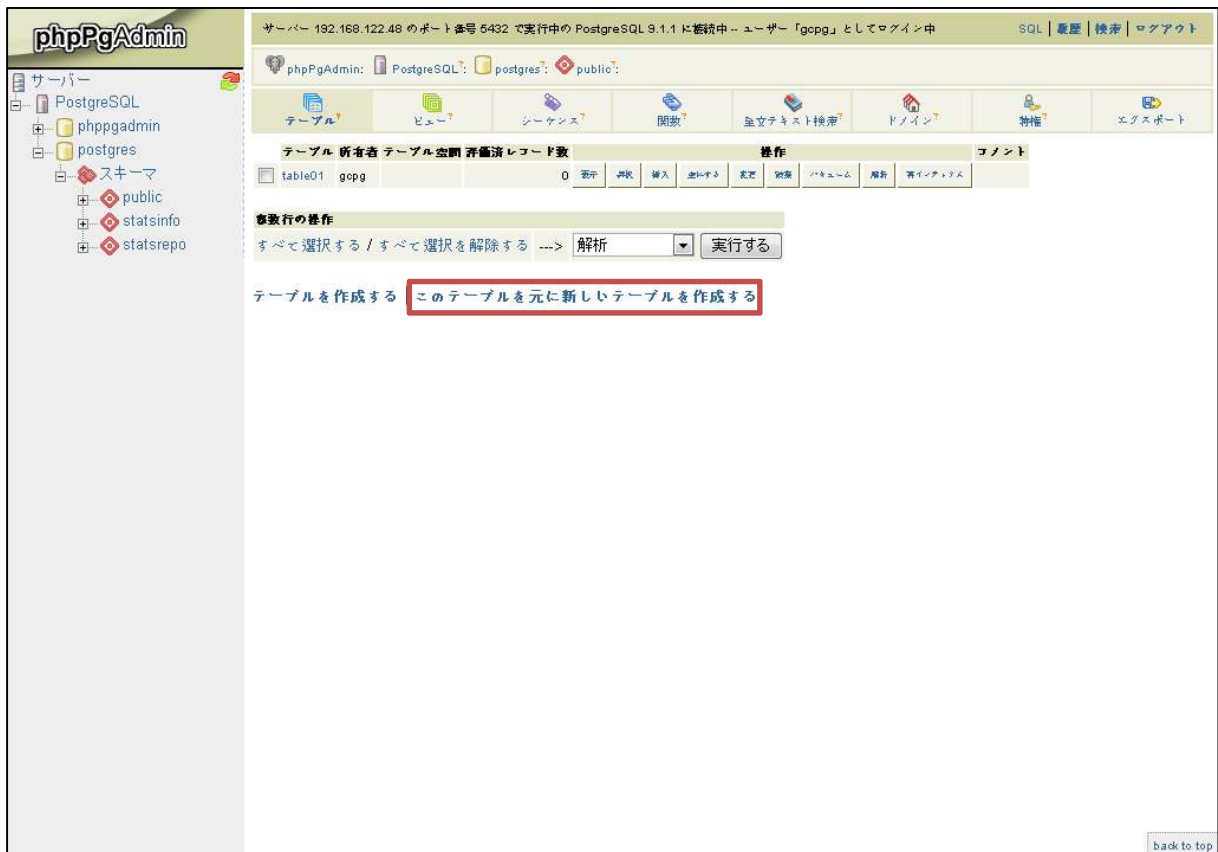 phpPgAdmin
サーバー 192.168.122.48 のポート番号 5432 で実行中の PostgreSQL 9.1.1 に接続中 -- ユーザー「gcpg」としてログイン中
SQL | 履歴 | 検索 | ログアウト
phpPgAdmin: PostgreSQL?: postgres?: public?:
サーバー
PostgreSQL
phppgadmin
postgres
スキーマ
public
statsinfo
statsrepo
テーブル? ビュー? シーケンス? 関数? 全文テキスト検索? ドメイン? 特権? エクスポート
テーブル 所有者 テーブル空間 評価済レコード数 操作 コメント
table01 gcpg 0 表示 選択 挿入 空にする 変更 破棄 バキューム 解析 再インデックス
複数行の操作
すべて選択する / すべて選択を解除する ---> 解析 実行する
テーブルを作成する | このテーブルを元に新しいテーブルを作成する
back to top